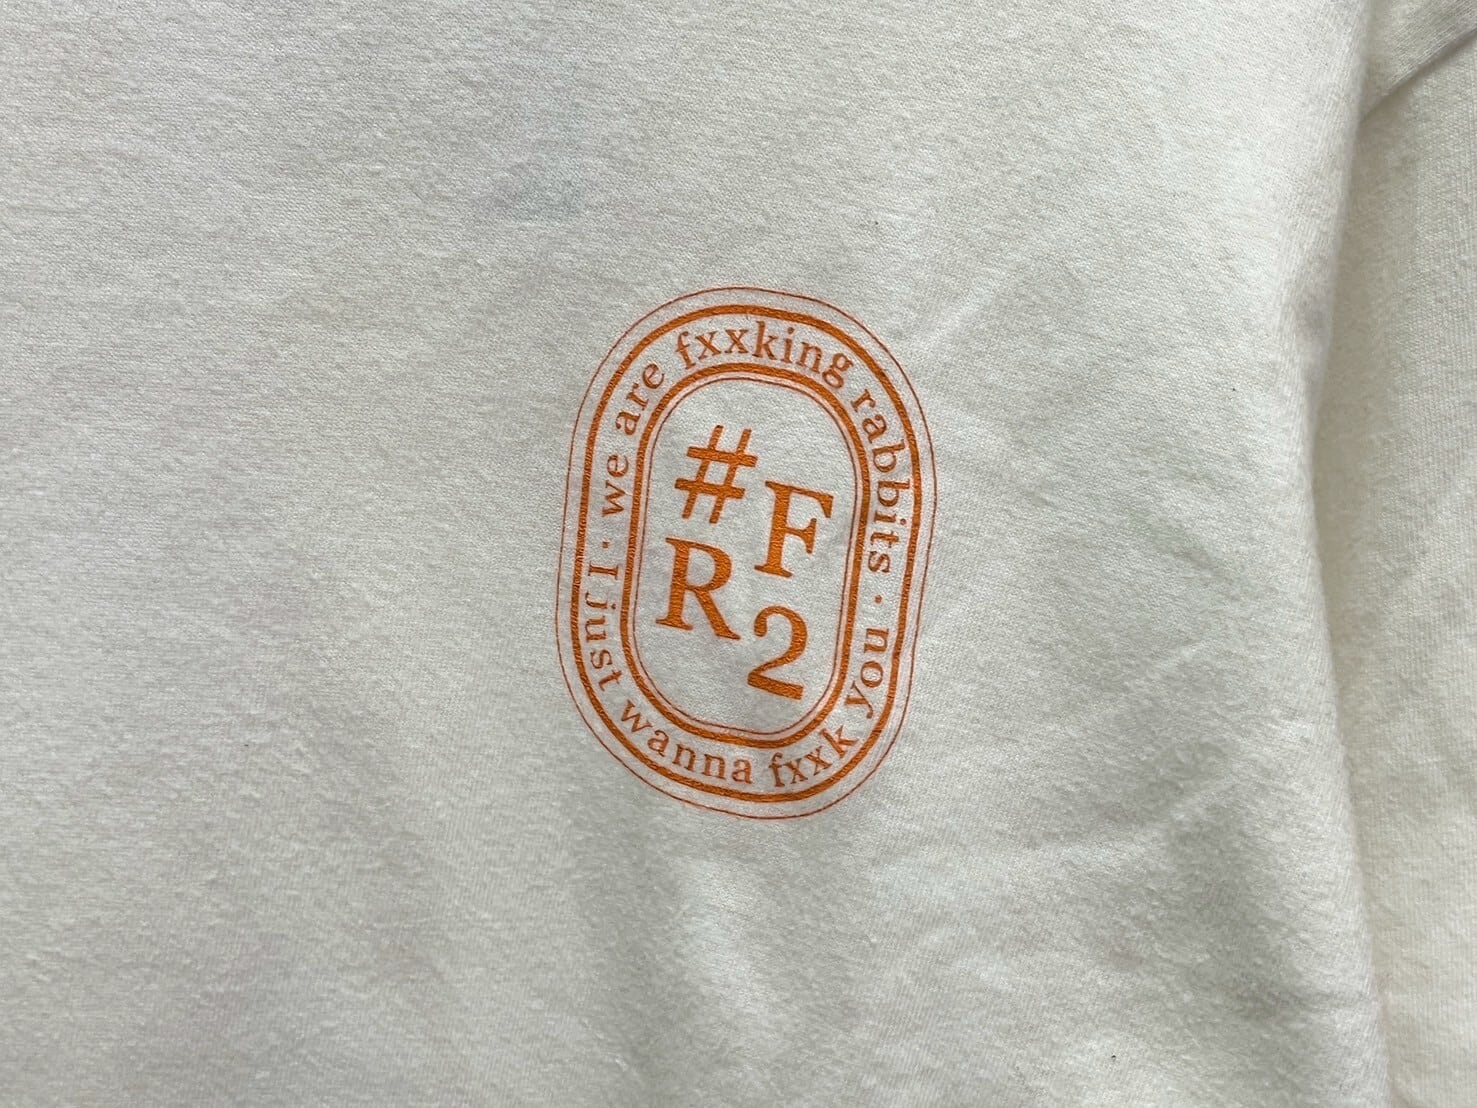 we are fxxking rabbits ·
I just wanna fxxk you ·
#F
R2